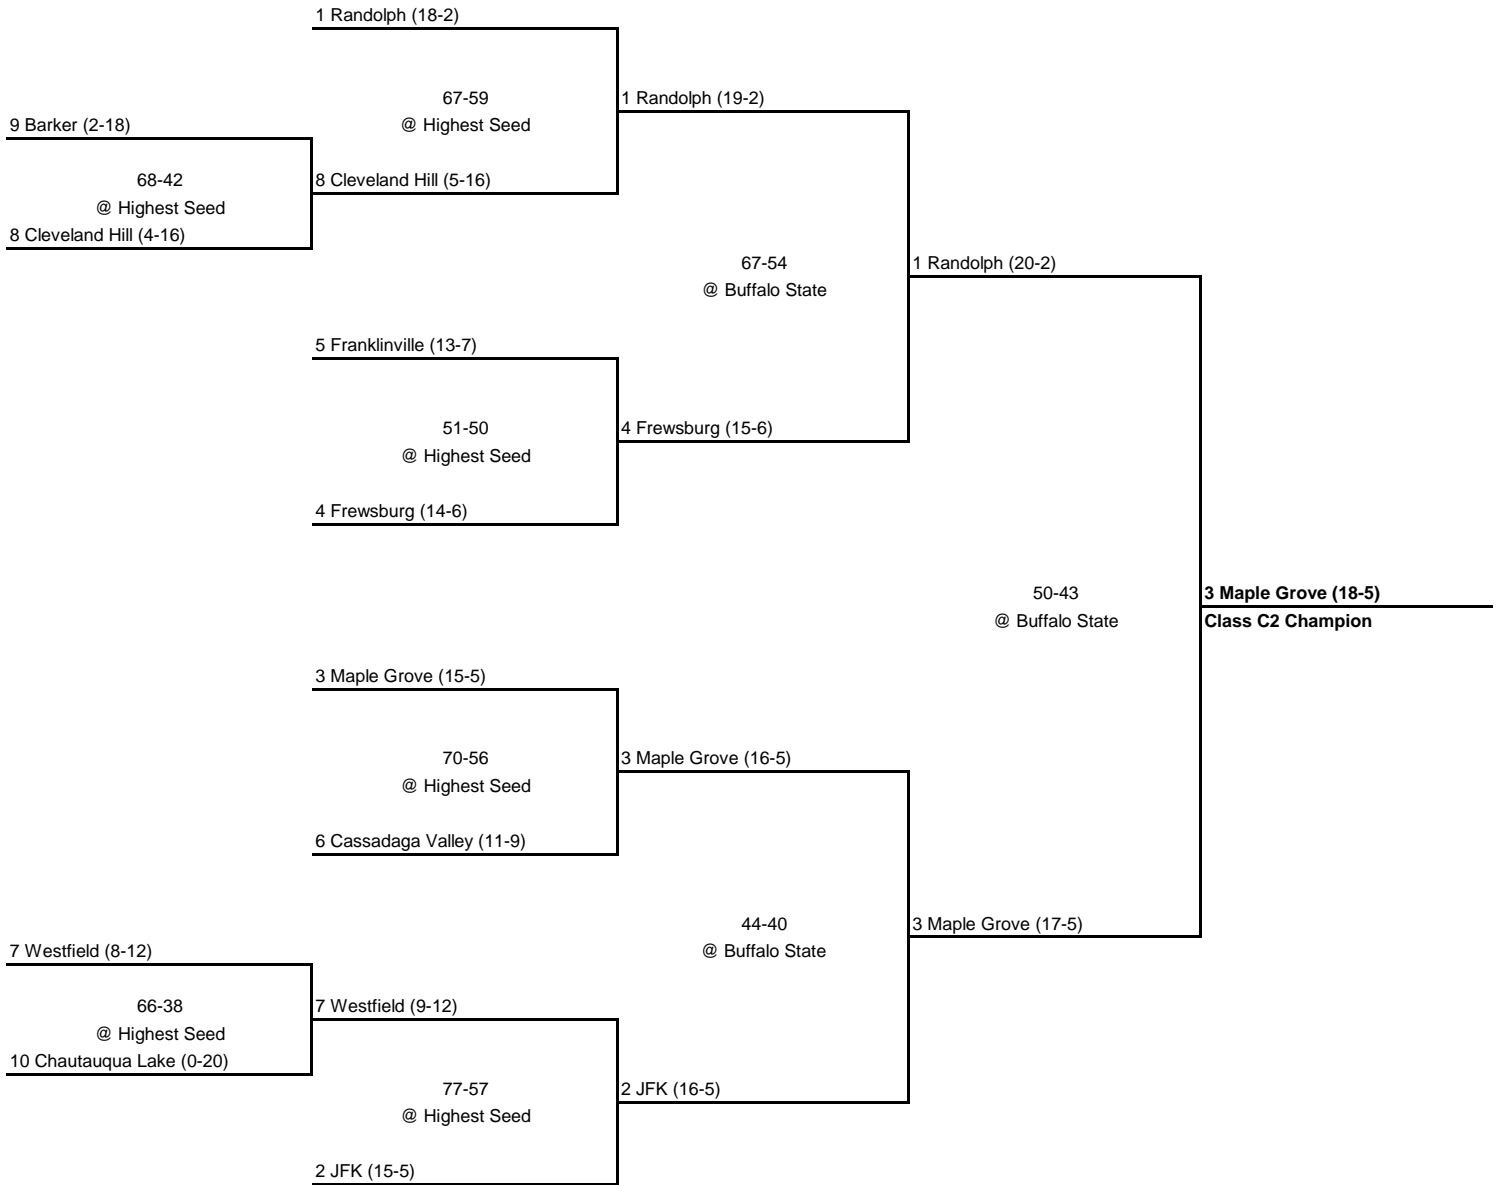 1 Randolph (18-2)
67-59
1 Randolph (19-2)
@ Highest Seed
9 Barker (2-18)
68-42
8 Cleveland Hill (5-16)
@ Highest Seed
8 Cleveland Hill (4-16)
67-54
1 Randolph (20-2)
@ Buffalo State
5 Franklinville (13-7)
51-50
4 Frewsburg (15-6)
@ Highest Seed
4 Frewsburg (14-6)
50-43
3 Maple Grove (18-5)
@ Buffalo State
Class C2 Champion
3 Maple Grove (15-5)
70-56
3 Maple Grove (16-5)
@ Highest Seed
6 Cassadaga Valley (11-9)
44-40
3 Maple Grove (17-5)
@ Buffalo State
7 Westfield (8-12)
66-38
7 Westfield (9-12)
@ Highest Seed
10 Chautauqua Lake (0-20)
77-57
2 JFK (16-5)
@ Highest Seed
2 JFK (15-5)